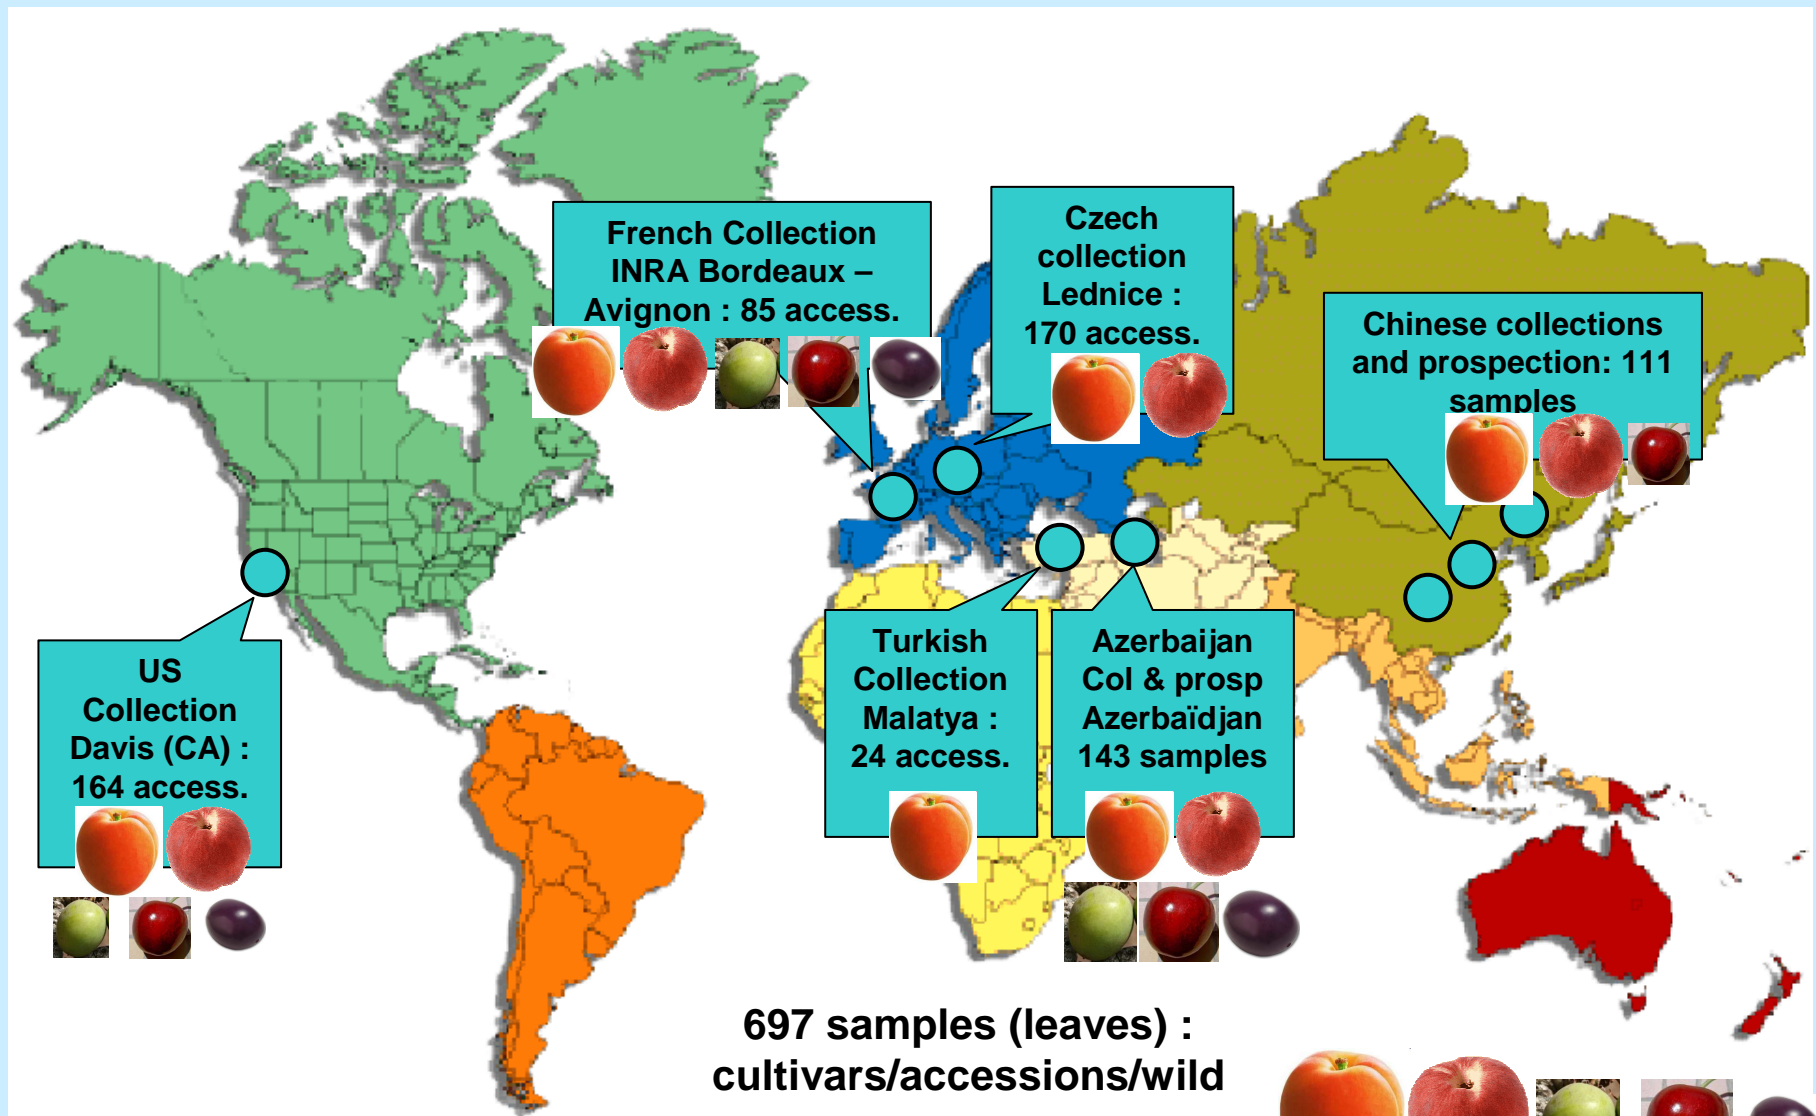 French Collection
INRA Bordeaux –
Avignon : 85 access.
Czech
collection
Lednice :
170 access.
Chinese collections
and prospection: 111
samples
US
Collection
Davis (CA) :
164 access.
Turkish
Collection
Malatya :
24 access.
Azerbaijan
Col & prosp
Azerbaïdjan
143 samples
697 samples (leaves) :
cultivars/accessions/wild